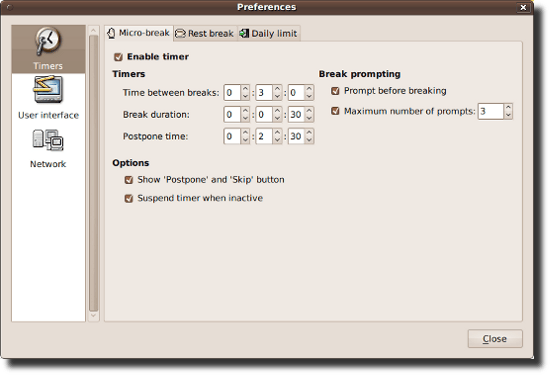 Preferences
Timers
User interface
Network
Micro-break Rest break Daily limit
Enable timer
Timers
Time between breaks: 0 : 3 : 0
Break duration: 0 : 0 : 30
Postpone time: 0 : 2 : 30
Break prompting
Prompt before breaking
Maximum number of prompts: 3
Options
Show 'Postpone' and 'Skip' button
Suspend timer when inactive
Close